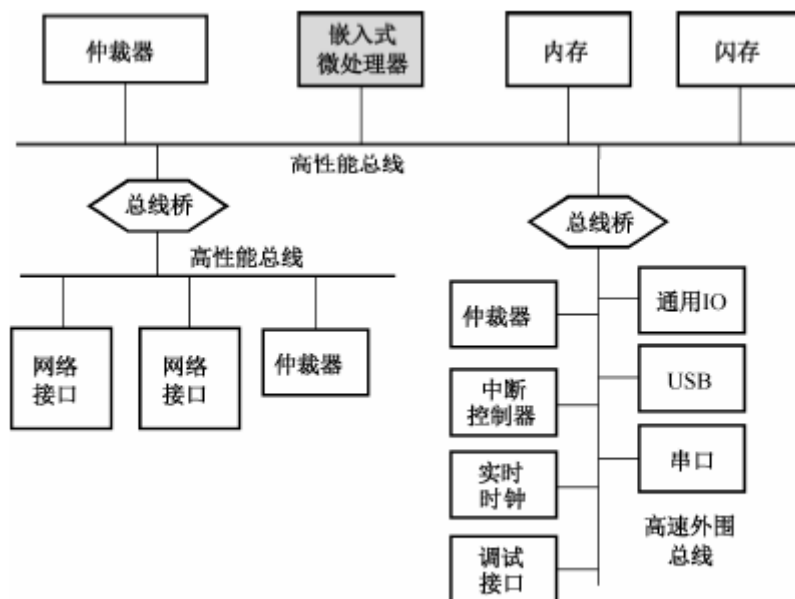 仲裁器
嵌入式
微处理器
内存
闪存
高性能总线
总线桥
总线桥
高性能总线
网络
接口
网络
接口
仲裁器
仲裁器
通用IO
中断
控制器
USB
实时
时钟
串口
调试
接口
高速外围
总线